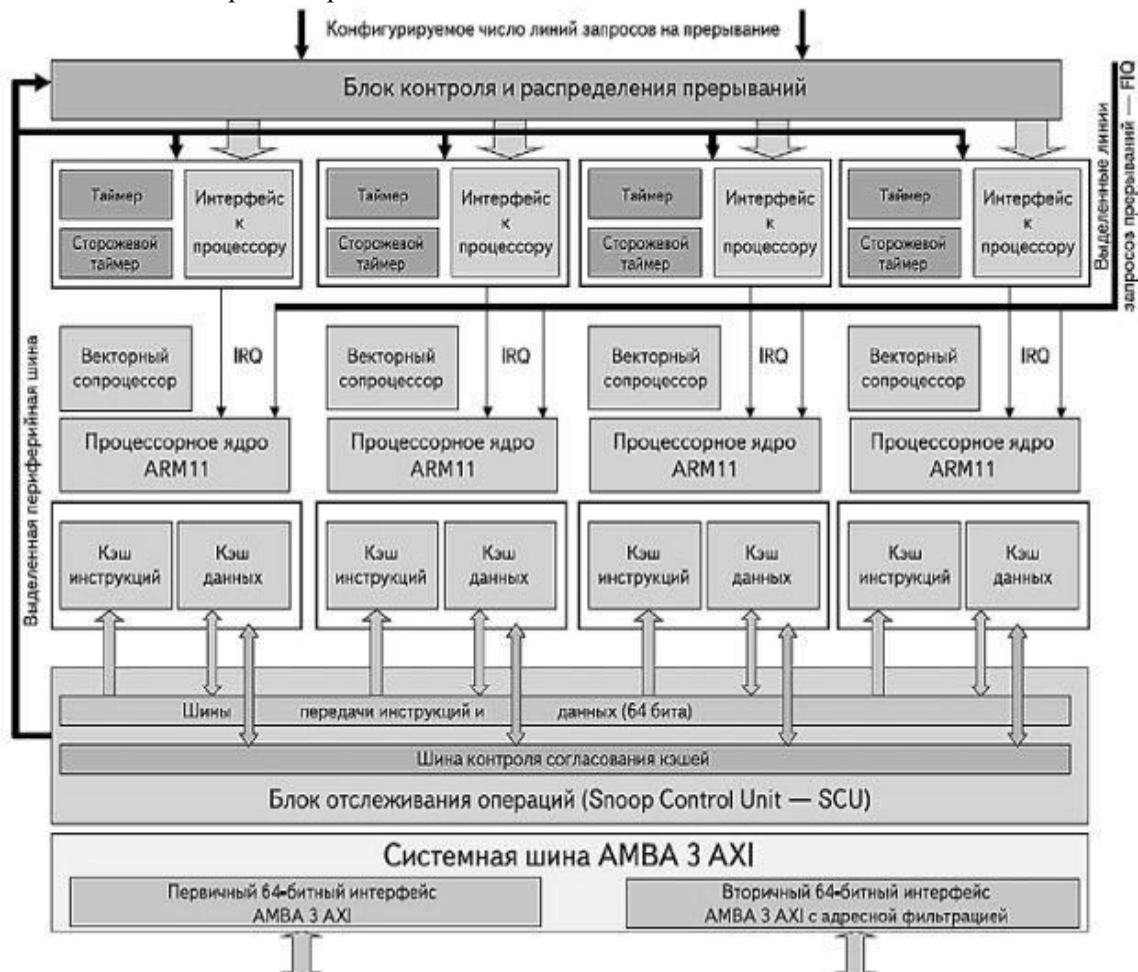 Конфигурируемое число линий запросов на прерывание
Блок контроля и распределения прерываний
Выделенные линии
запросов прерываний — FIQ
Таймер
Сторожевой
таймер
Интерфейс
к
процессору
Таймер
Сторожевой
таймер
Интерфейс
к
процессору
Таймер
Сторожевой
таймер
Интерфейс
к
процессору
Таймер
Сторожевой
таймер
Интерфейс
к
процессору
Выделенная периферийная шина
Векторный
сопроцессор
IRQ
Векторный
сопроцессор
IRQ
Векторный
сопроцессор
IRQ
Векторный
сопроцессор
IRQ
Процессорное ядро
ARM11
Процессорное ядро
ARM11
Процессорное ядро
ARM11
Процессорное ядро
ARM11
Кэш
инструкций
Кэш
данных
Кэш
инструкций
Кэш
данных
Кэш
инструкций
Кэш
данных
Кэш
инструкций
Кэш
данных
Шины передачи инструкций и данных (64 бита)
Шина контроля согласования кэшей
Блок отслеживания операций (Snoop Control Unit — SCU)
Системная шина AMBA 3 AXI
Первичный 64-битный интерфейс
AMBA 3 AXI
Вторичный 64-битный интерфейс
AMBA 3 AXI с адресной фильтрацией